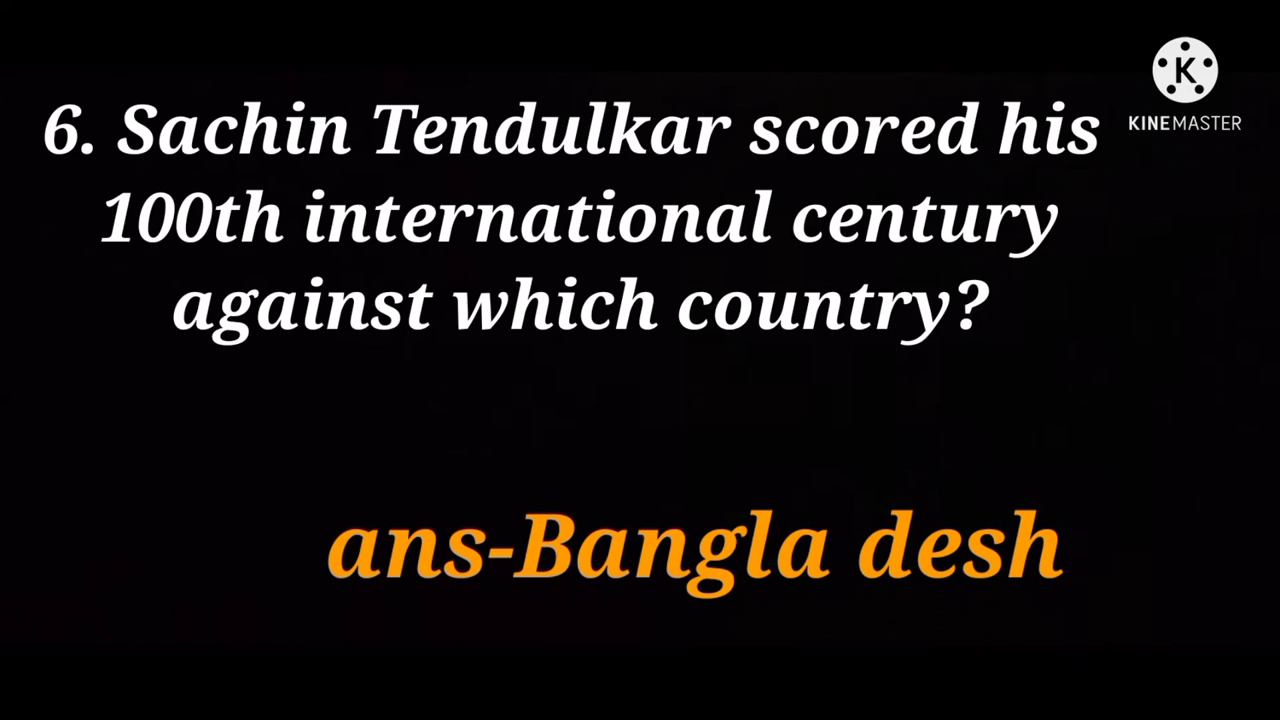 6. Sachin Tendulkar scored his
100th international century
against which country?
ans-Bangla desh
K
KINEMASTER